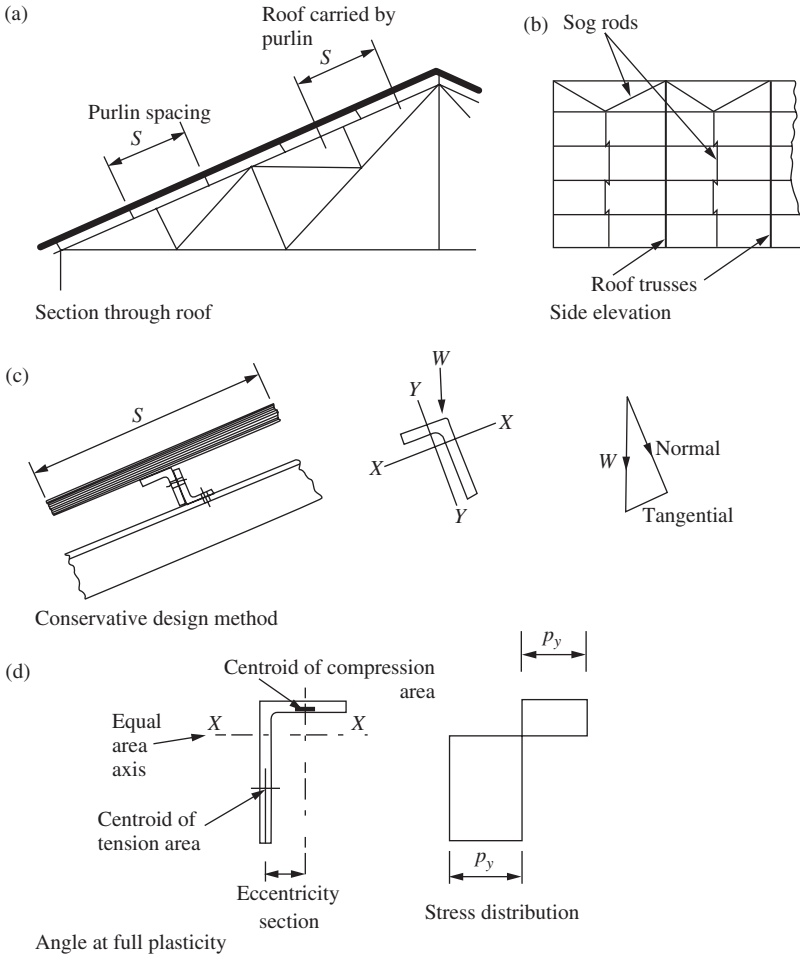 (a)
Roof carried by
purlin
S
Purlin spacing
S
Section through roof
(b)
Sog rods
Roof trusses
Side elevation
(c)
S
W
Y
X
X
Y
W
Normal
Tangential
Conservative design method
(d)
Centroid of compression
area
Equal
area
axis
X
X
Centroid of
tension area
Eccentricity
section
p_y
p_y
Stress distribution
Angle at full plasticity